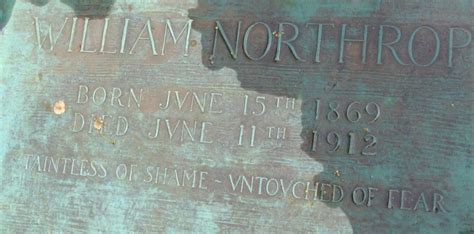 WILLIAM NORTHROP
BORN JVNE 15TH 1869
DIED JVNE 11TH 1912
TAINTLESS OF SHAME - VNTOVCHED OF FEAR